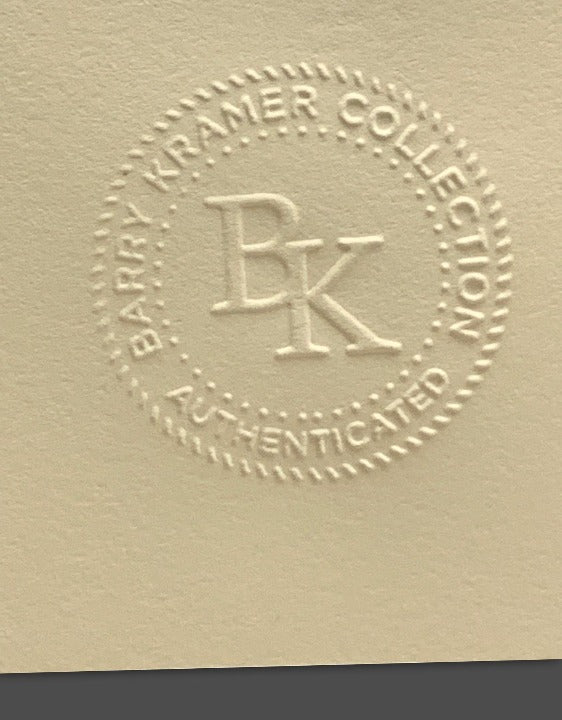 BARRY KRAMER COLLECTION
BK
AUTHENTICATED